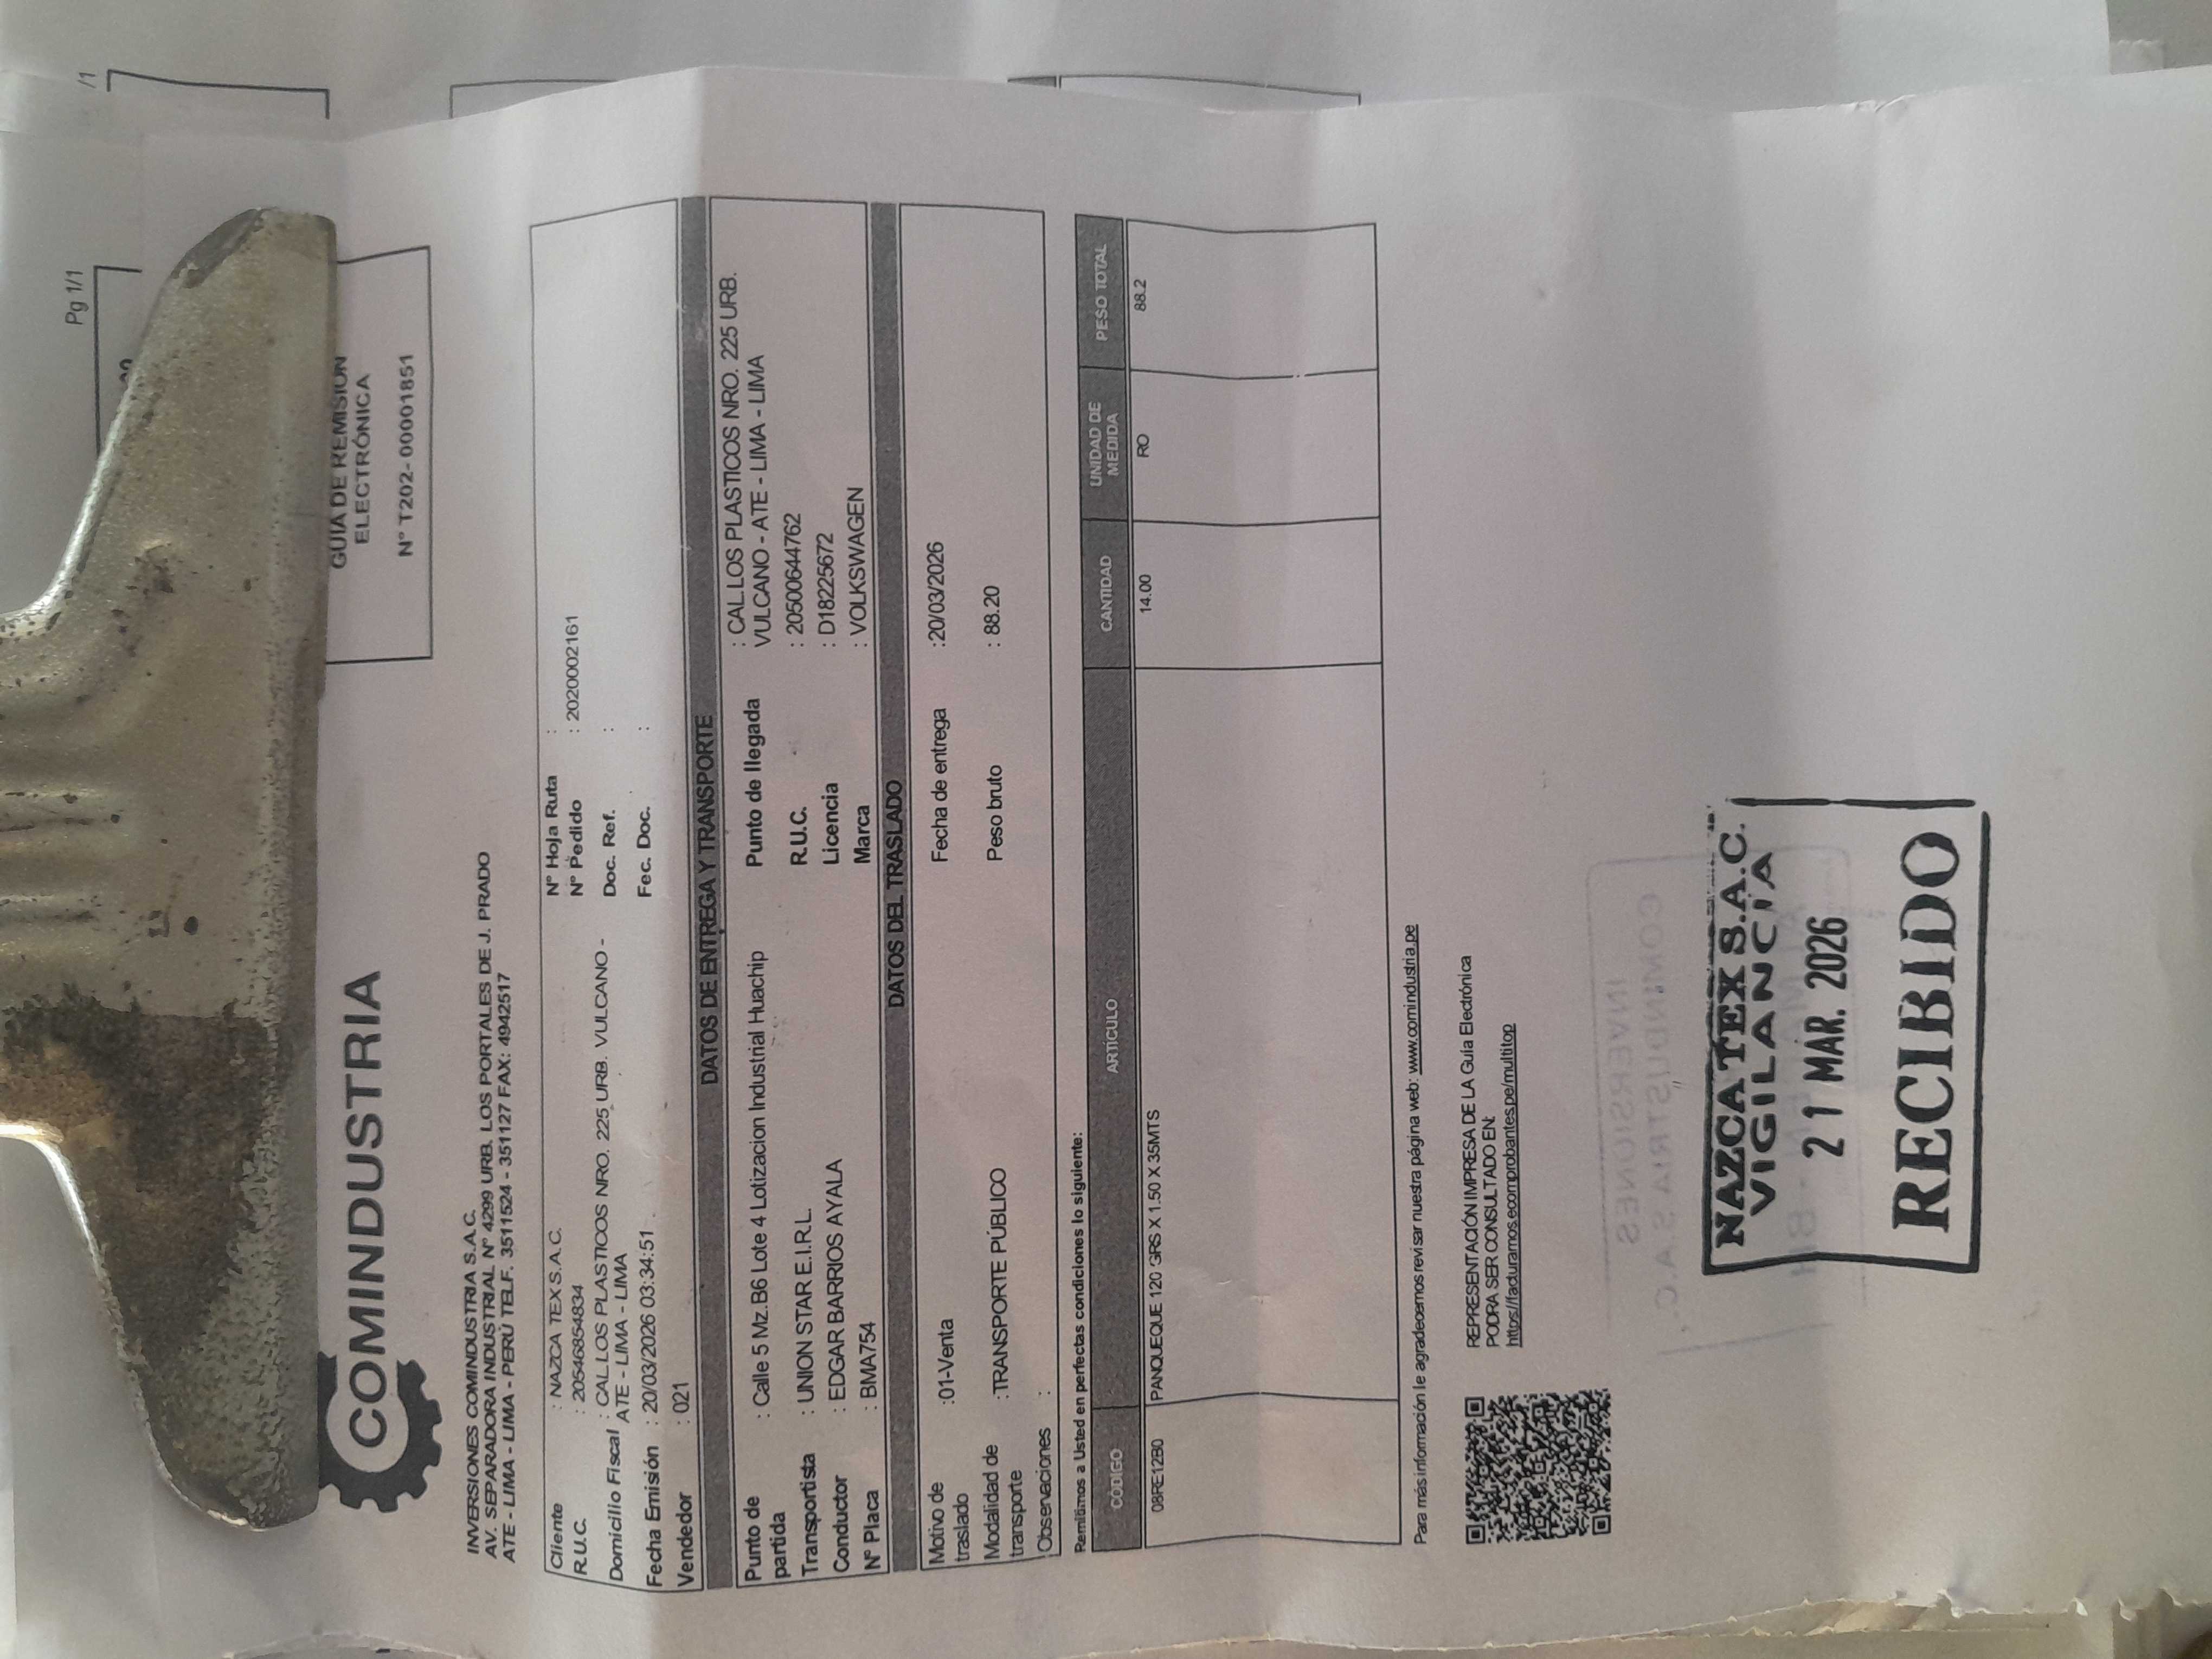 /1
Pg 1/1
GUIA DE REMISIÓN
ELECTRÓNICA
N° T202- 000001851
COMINDUSTRIA
INVERSIONES COMINDUSTRIA S.A.C.
AV. SEPARADORA INDUSTRIAL N° 4299 URB. LOS PORTALES DE J. PRADO
ATE - LIMA - LIMA - PERÚ TELF. 3511524 - 351127 FAX: 4942517
Cliente : NAZCA TEX S.A.C.
R.U.C. : 20546854834
Domicilio Fiscal : CAL.LOS PLASTICOS NRO. 225 URB. VULCANO -
ATE - LIMA - LIMA
Fecha Emisión : 20/03/2026 03:34:51
Vendedor : 021
N° Hoja Ruta :
N° Pedido : 2020002161
Doc. Ref. :
Fec. Doc. :
DATOS DE ENTREGA Y TRANSPORTE
Punto de partida : Calle 5 Mz.B6 Lote 4 Lotizacion Industrial Huachip
Transportista : UNION STAR E.I.R.L.
Conductor : EDGAR BARRIOS AYALA
N° Placa : BMA754
Punto de llegada : CAL.LOS PLASTICOS NRO. 225 URB.
VULCANO - ATE - LIMA - LIMA
R.U.C. : 20500644762
Licencia : D18225672
Marca : VOLKSWAGEN
DATOS DEL TRASLADO
Motivo de traslado :01-Venta
Fecha de entrega :20/03/2026
Modalidad de transporte : TRANSPORTE PÚBLICO
Peso bruto : 88.20
Observaciones :
Remitimos a Usted en perfectas condiciones lo siguiente:
CODIGO ARTÍCULO CANTIDAD UNIDAD DE MEDIDA PESO TOTAL
08RE12B0 PANQUEQUE 120 GRS X 1.50 X 35MTS 14.00 RO 88.2
Para más información le agradecemos revisar nuestra página web: www.comindustria.pe
REPRESENTACIÓN IMPRESA DE LA Guía Electrónica
PODRA SER CONSULTADO EN:
https://facturamos.ecomprobantes.pe/multitop
INVERSIONES
COMINDUSTRIA S.A.C.
NAZCA TEX S.A.C.
VIGILANCIA
21 MAR. 2026
RECIBIDO